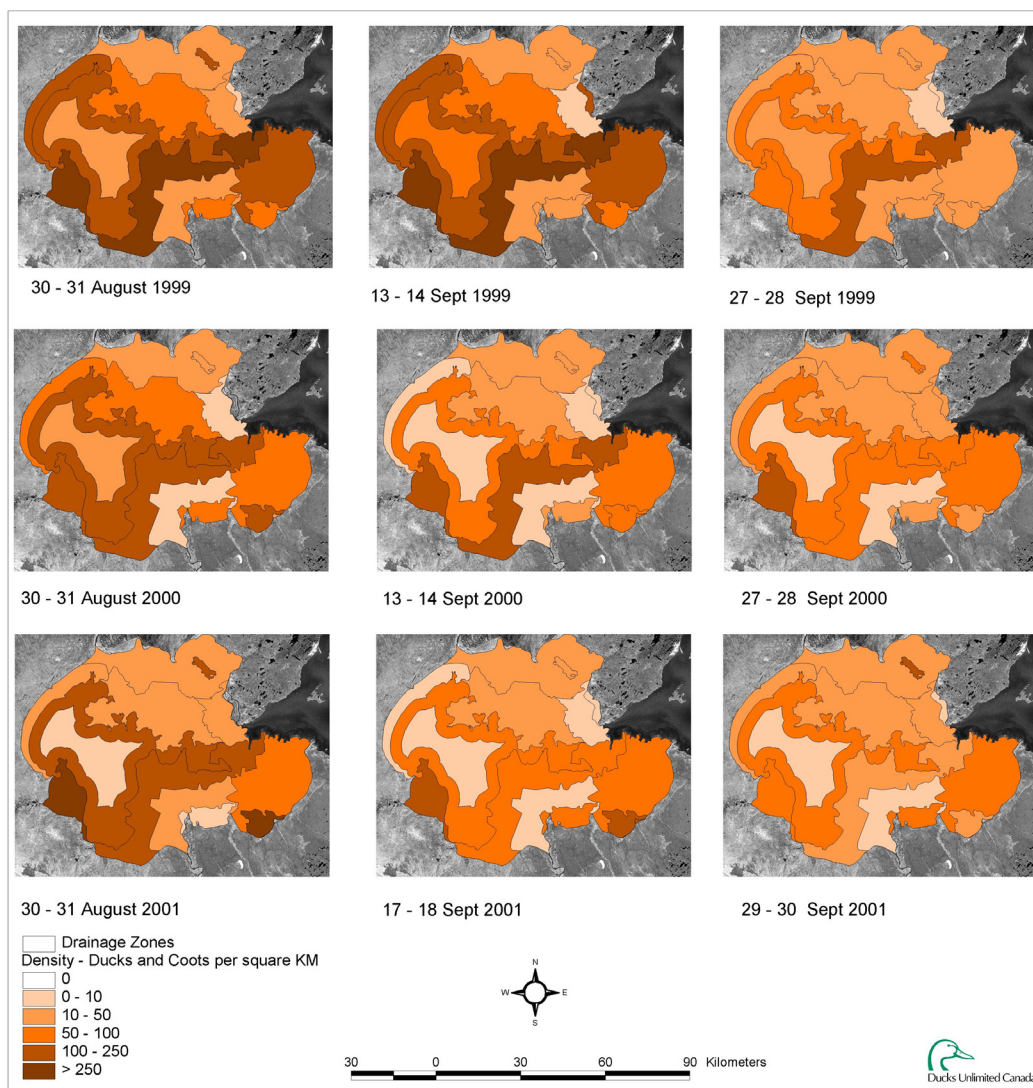 30 - 31 August 1999
13 - 14 Sept 1999
27 - 28 Sept 1999
30 - 31 August 2000
13 - 14 Sept 2000
27 - 28 Sept 2000
30 - 31 August 2001
17 - 18 Sept 2001
29 - 30 Sept 2001
Drainage Zones
Density - Ducks and Coots per square KM
0
0 - 10
10 - 50
50 - 100
100 - 250
> 250
N
W E
S
30 0 30 60 90 Kilometers
Ducks Unlimited Canada